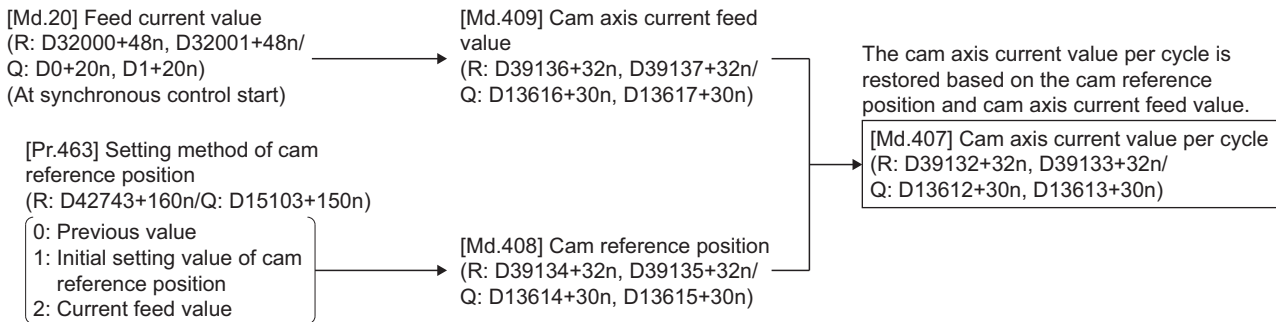 [Md.20] Feed current value
(R: D32000+48n, D32001+48n/
Q: D0+20n, D1+20n)
(At synchronous control start)
[Md.409] Cam axis current feed
value
(R: D39136+32n, D39137+32n/
Q: D13616+30n, D13617+30n)
The cam axis current value per cycle is
restored based on the cam reference
position and cam axis current feed value.
[Md.407] Cam axis current value per cycle
(R: D39132+32n, D39133+32n/
Q: D13612+30n, D13613+30n)
[Pr.463] Setting method of cam
reference position
(R: D42743+160n/Q: D15103+150n)
0: Previous value
1: Initial setting value of cam
reference position
2: Current feed value
[Md.408] Cam reference position
(R: D39134+32n, D39135+32n/
Q: D13614+30n, D13615+30n)